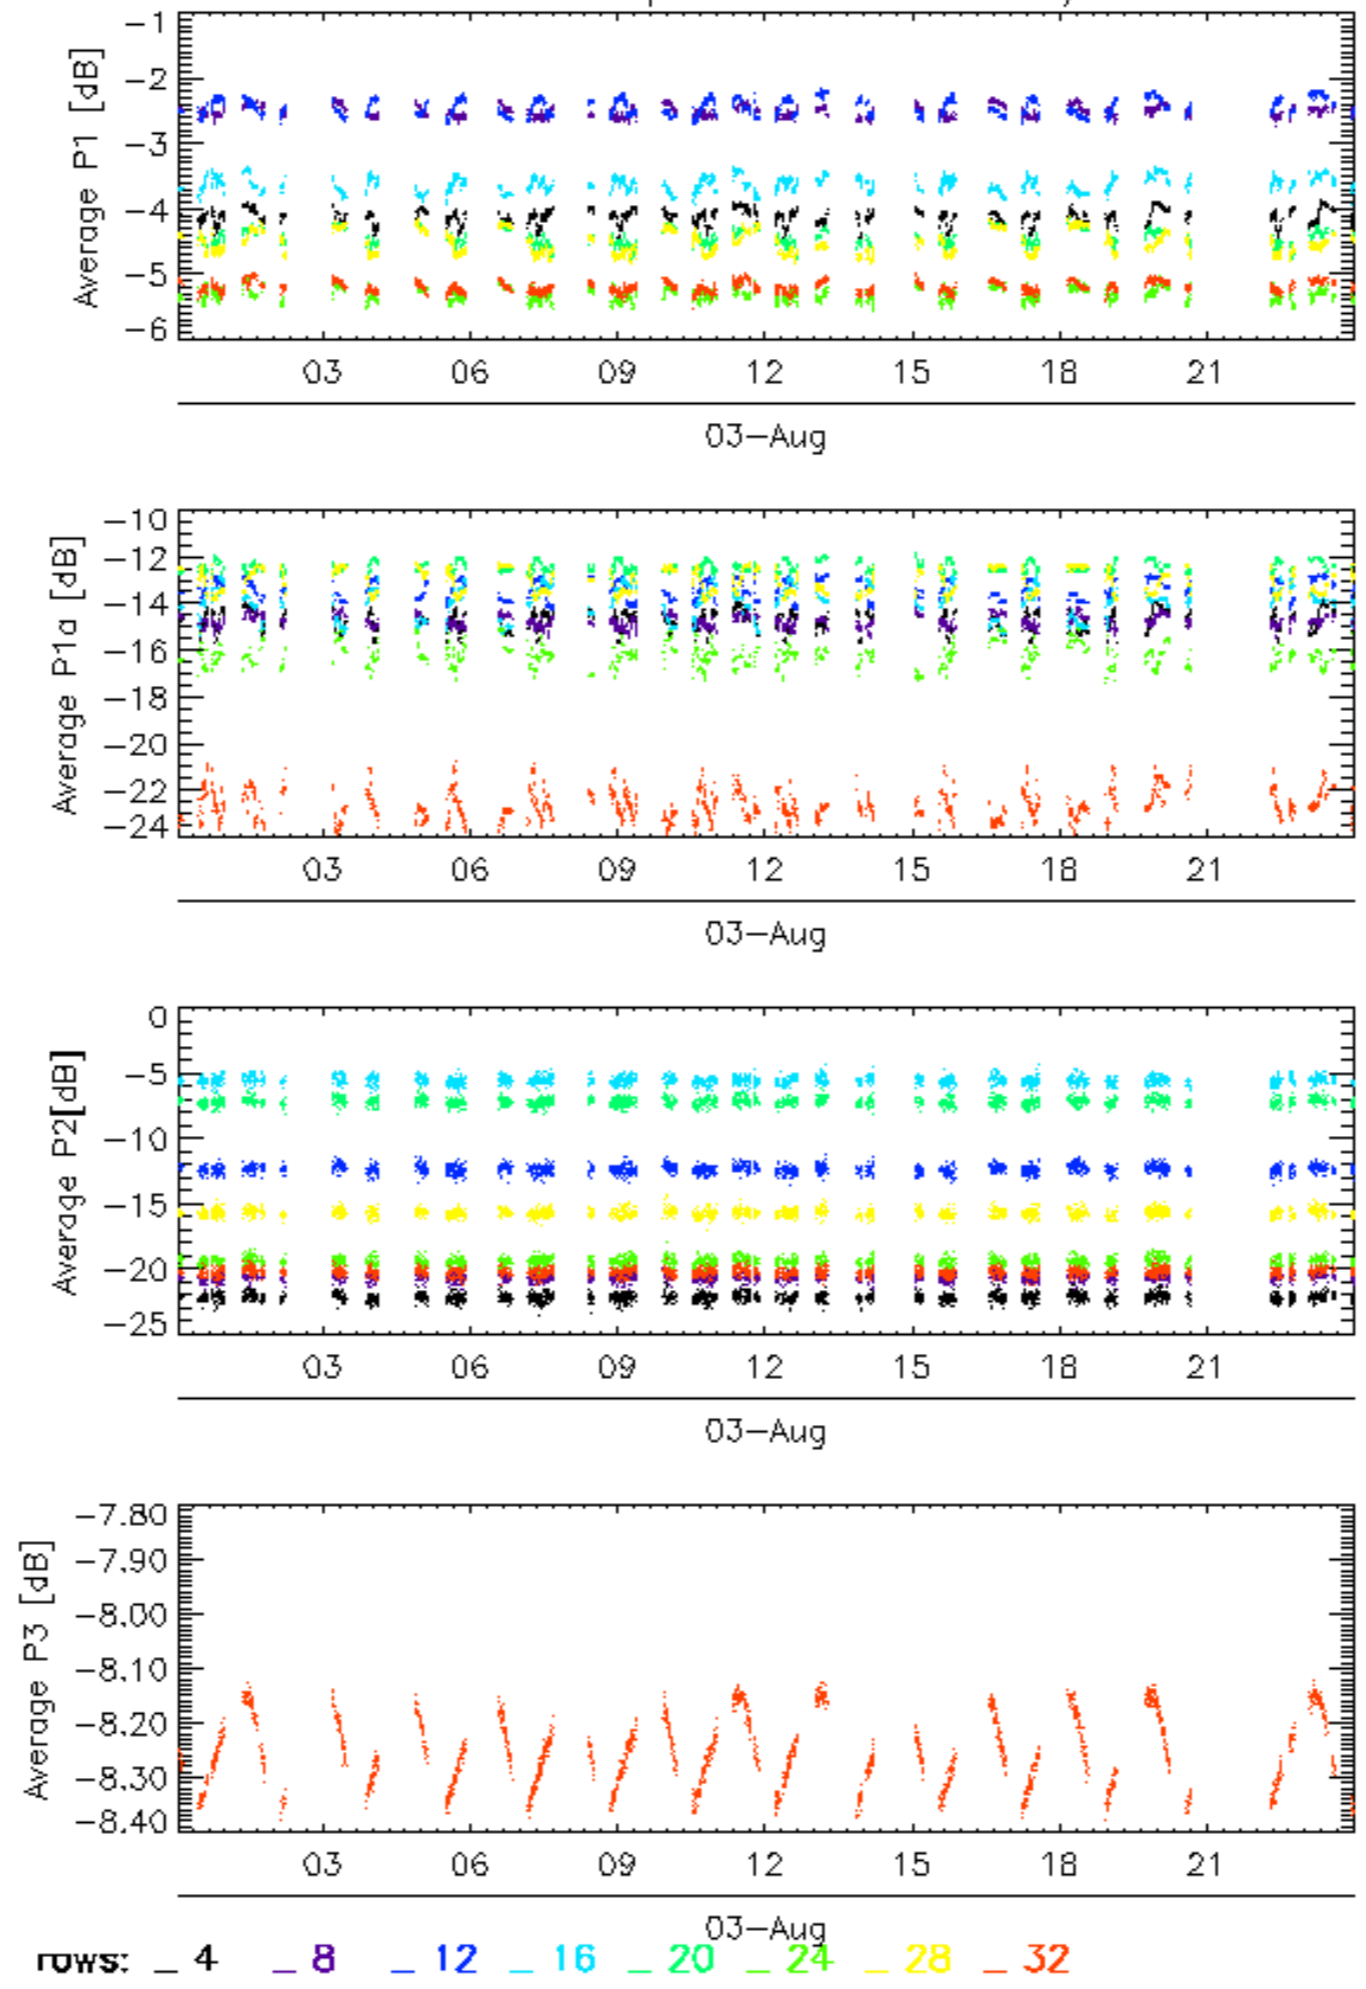 Average P1 [dB]
-1
-2
-3
-4
-5
-6
03 06 09 12 15 18 21
03-Aug
Average P1a [dB]
-10
-12
-14
-16
-18
-20
-22
-24
03 06 09 12 15 18 21
03-Aug
Average P2[dB]
0
-5
-10
-15
-20
-25
03 06 09 12 15 18 21
03-Aug
Average P3 [dB]
-7.80
-7.90
-8.00
-8.10
-8.20
-8.30
-8.40
03 06 09 12 15 18 21
03-Aug
rows: _ 4 _ 8 _ 12 _ 16 _ 20 _ 24 _ 28 _ 32